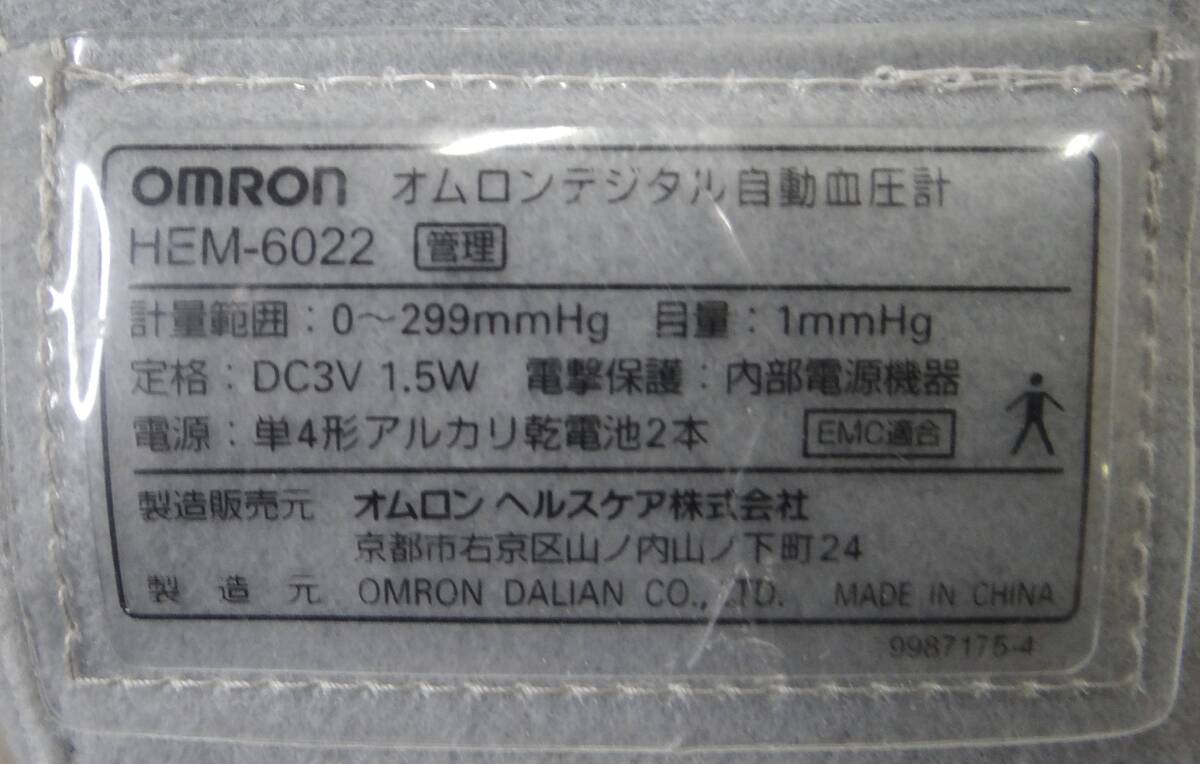 OMRON オムロンデジタル自動血圧計
HEM-6022 管理
計量範囲:0～299mmHg 目量:1mmHg
定格:DC3V 1.5W 電撃保護:内部電源機器
電源:単4形アルカリ乾電池2本 EMC適合
製造販売元 オムロン ヘルスケア株式会社
京都市右京区山ノ内山ノ下町24
製造元 OMRON DALIAN CO., LTD. MADE IN CHINA
9987175-4